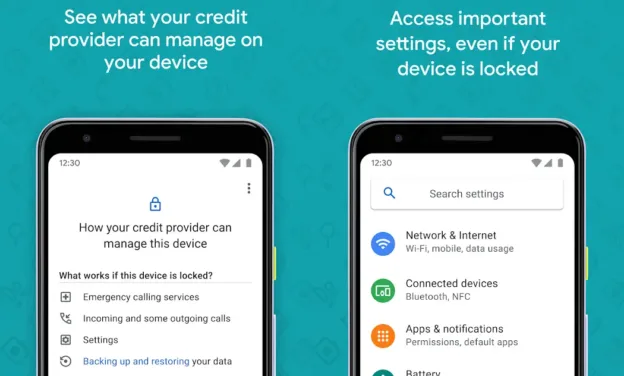 See what your credit
provider can manage on
your device
12:30
How your credit provider can
manage this device
What works if this device is locked?
Emergency calling services
Incoming and some outgoing calls
Settings
Backing up and restoring your data
Access important
settings, even if your
device is locked
12:30
Search settings
Network & Internet
Wi-Fi, mobile, data usage
Connected devices
Bluetooth, NFC
Apps & notifications
Permissions, default apps
Battery